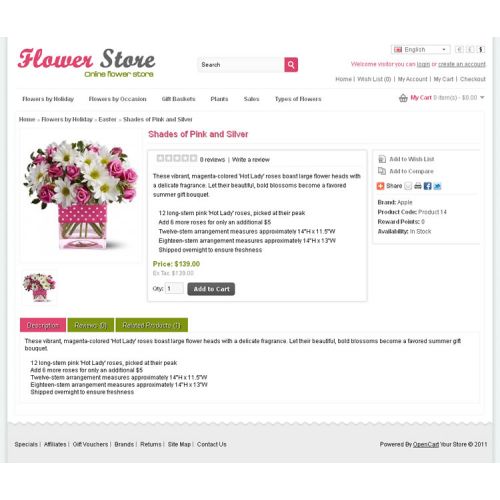 Flower Store
Online flower store
Search
English
€ £ $
Welcome visitor you can login or create an account.
Home | Wish List (0) | My Account | My Cart | Checkout
Flowers by Holiday Flowers by Occasion Gift Baskets Plants Sales Types of Flowers
My Cart 0 item(s) - $0.00
Home » Flowers by Holiday » Easter » Shades of Pink and Silver
Shades of Pink and Silver
0 reviews | Write a review
These vibrant, magenta-colored 'Hot Lady' roses boast large flower heads with
a delicate fragrance. Let their beautiful, bold blossoms become a favored
summer gift bouquet.
12 long-stem pink 'Hot Lady' roses, picked at their peak
Add 6 more roses for only an additional $5
Twelve-stem arrangement measures approximately 14"H x 11.5"W
Eighteen-stem arrangement measures approximately 14"H x 13"W
Shipped overnight to ensure freshness
Price: $139.00
Ex Tax: $139.00
Qty: 1 Add to Cart
Add to Wish List
Add to Compare
Share
Brand: Apple
Product Code: Product 14
Reward Points: 0
Availability: In Stock
Description Reviews (0) Related Products (1)
These vibrant, magenta-colored 'Hot Lady' roses boast large flower heads with a delicate fragrance. Let their beautiful, bold blossoms become a favored summer gift
bouquet.
12 long-stem pink 'Hot Lady' roses, picked at their peak
Add 6 more roses for only an additional $5
Twelve-stem arrangement measures approximately 14"H x 11.5"W
Eighteen-stem arrangement measures approximately 14"H x 13"W
Shipped overnight to ensure freshness
Specials | Affiliates | Gift Vouchers | Brands | Returns | Site Map | Contact Us
Powered By OpenCart Your Store © 2011